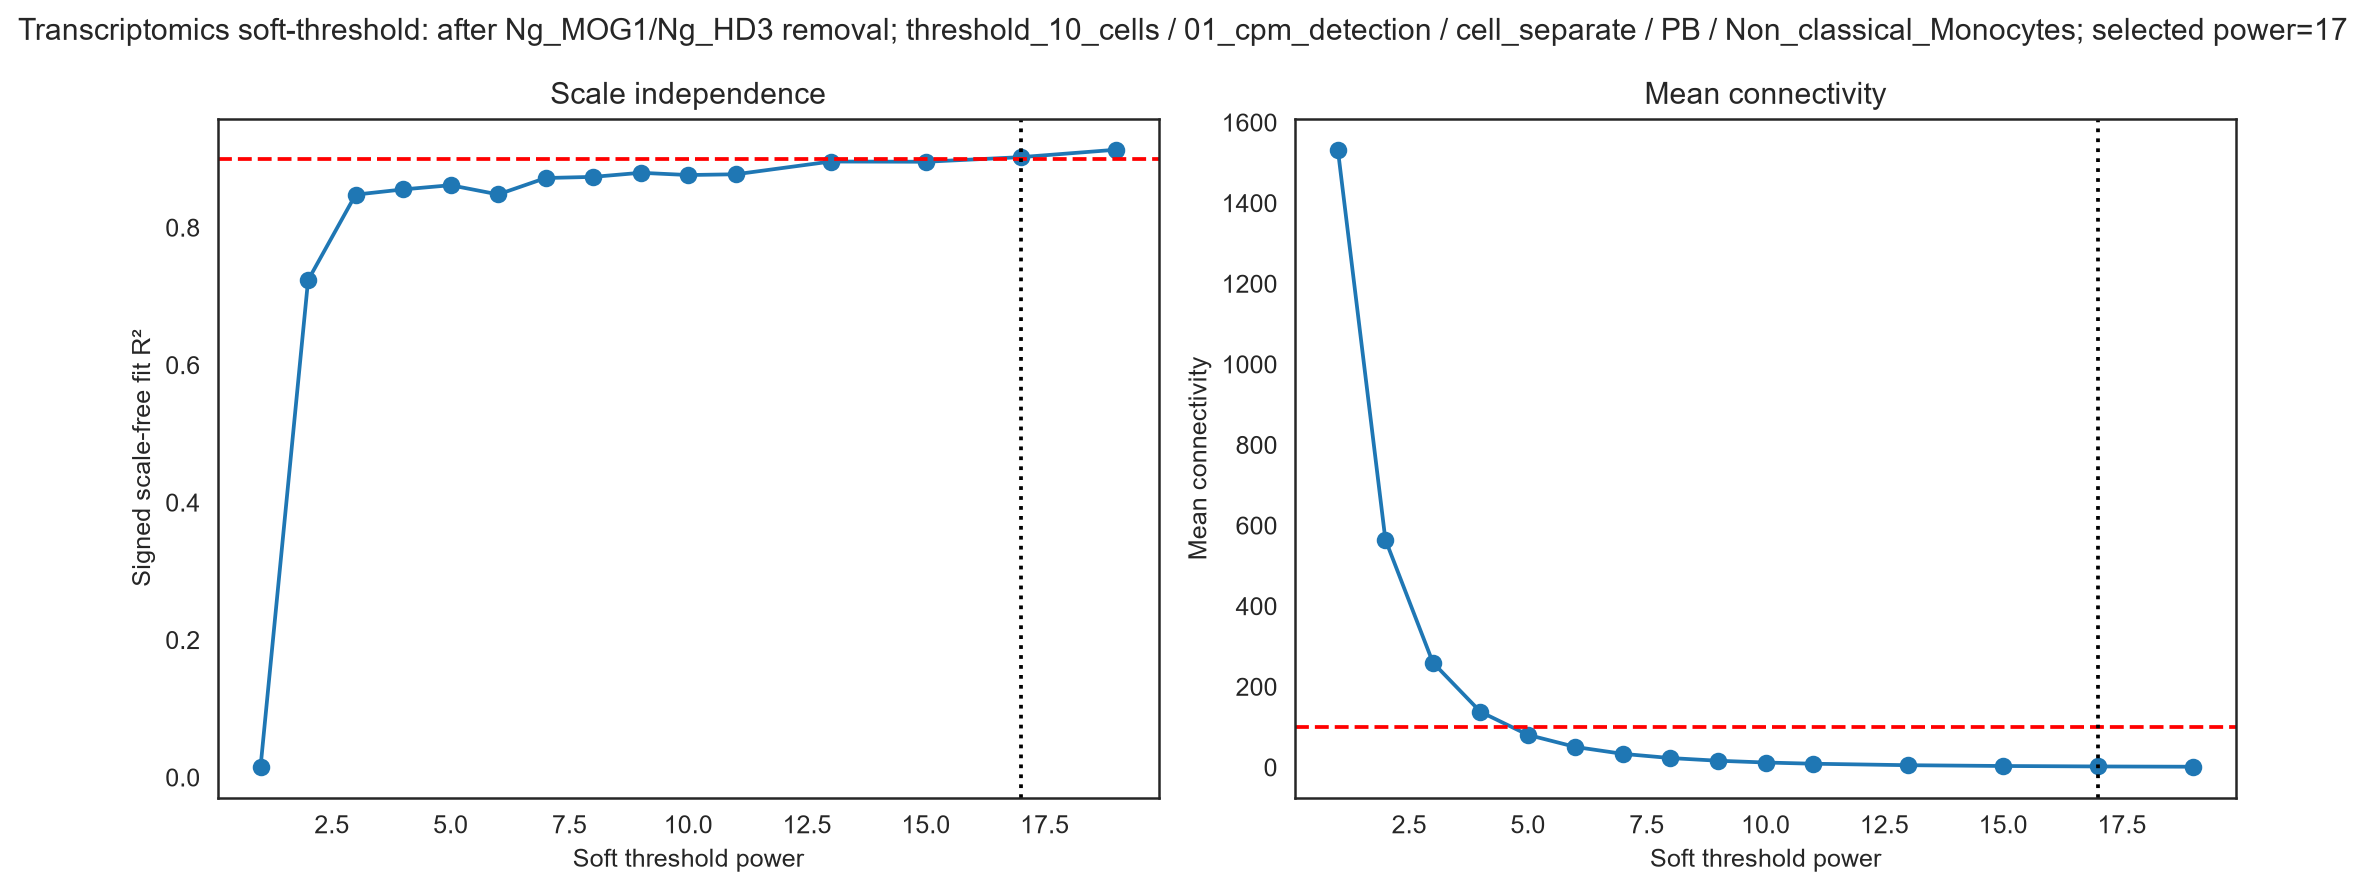 Transcriptomics soft-threshold: after Ng_MOG1/Ng_HD3 removal; threshold_10_cells / 01_cpm_detection / cell_separate / PB / Non_classical_Monocytes; selected power=17
Scale independence
Signed scale-free fit R²
0.8
0.6
0.4
0.2
0.0
2.5 5.0 7.5 10.0 12.5 15.0 17.5
Soft threshold power
Mean connectivity
Mean connectivity
1600
1400
1200
1000
800
600
400
200
0
2.5 5.0 7.5 10.0 12.5 15.0 17.5
Soft threshold power